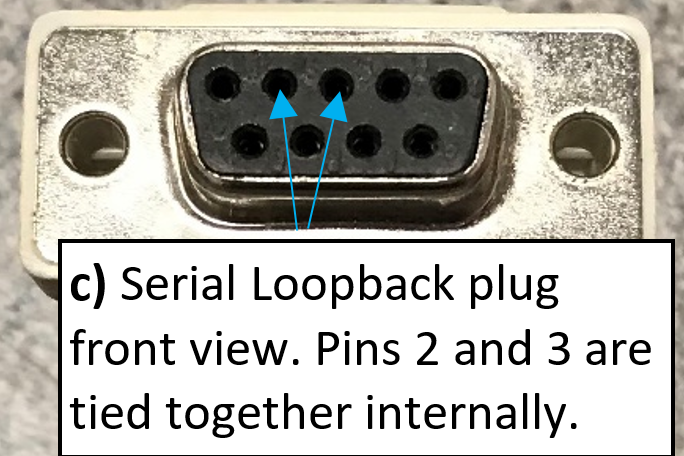 c) Serial Loopback plug
front view. Pins 2 and 3 are
tied together internally.